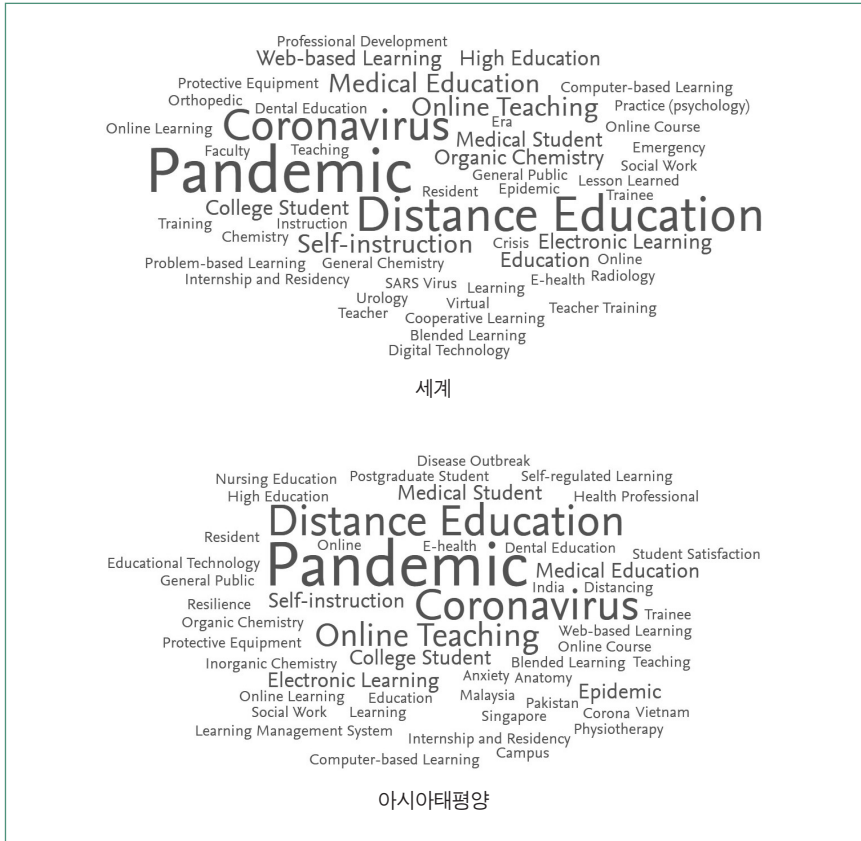 Professional Development
Web-based Learning High Education
Protective Equipment Medical Education Computer-based Learning
Orthopedic Dental Education Online Teaching Practice (psychology)
Online Learning Coronavirus Era Online Course
Faculty Teaching Medical Student Emergency
Pandemic Organic Chemistry Social Work
General Public Lesson Learned
Resident Epidemic Trainee
College Student Distance Education
Training Instruction
Chemistry Self-instruction Crisis Electronic Learning
Problem-based Learning General Chemistry Education Online
Internship and Residency SARS Virus Learning E-health Radiology
Urology Virtual
Teacher Cooperative Learning Teacher Training
Blended Learning
Digital Technology
세계
Disease Outbreak
Nursing Education Postgraduate Student Self-regulated Learning
High Education Medical Student Health Professional
Distance Education
Resident Online E-health Dental Education Student Satisfaction
Educational Technology Pandemic Medical Education
General Public India Distancing
Resilience Self-instruction Coronavirus Trainee
Organic Chemistry
Protective Equipment Online Teaching Web-based Learning
Online Course
Inorganic Chemistry College Student Blended Learning Teaching
Electronic Learning Anxiety Anatomy
Online Learning Education Malaysia Pakistan Epidemic
Social Work Learning Singapore Corona Vietnam
Learning Management System Internship and Residency Physiotherapy
Computer-based Learning Campus
아시아태평양